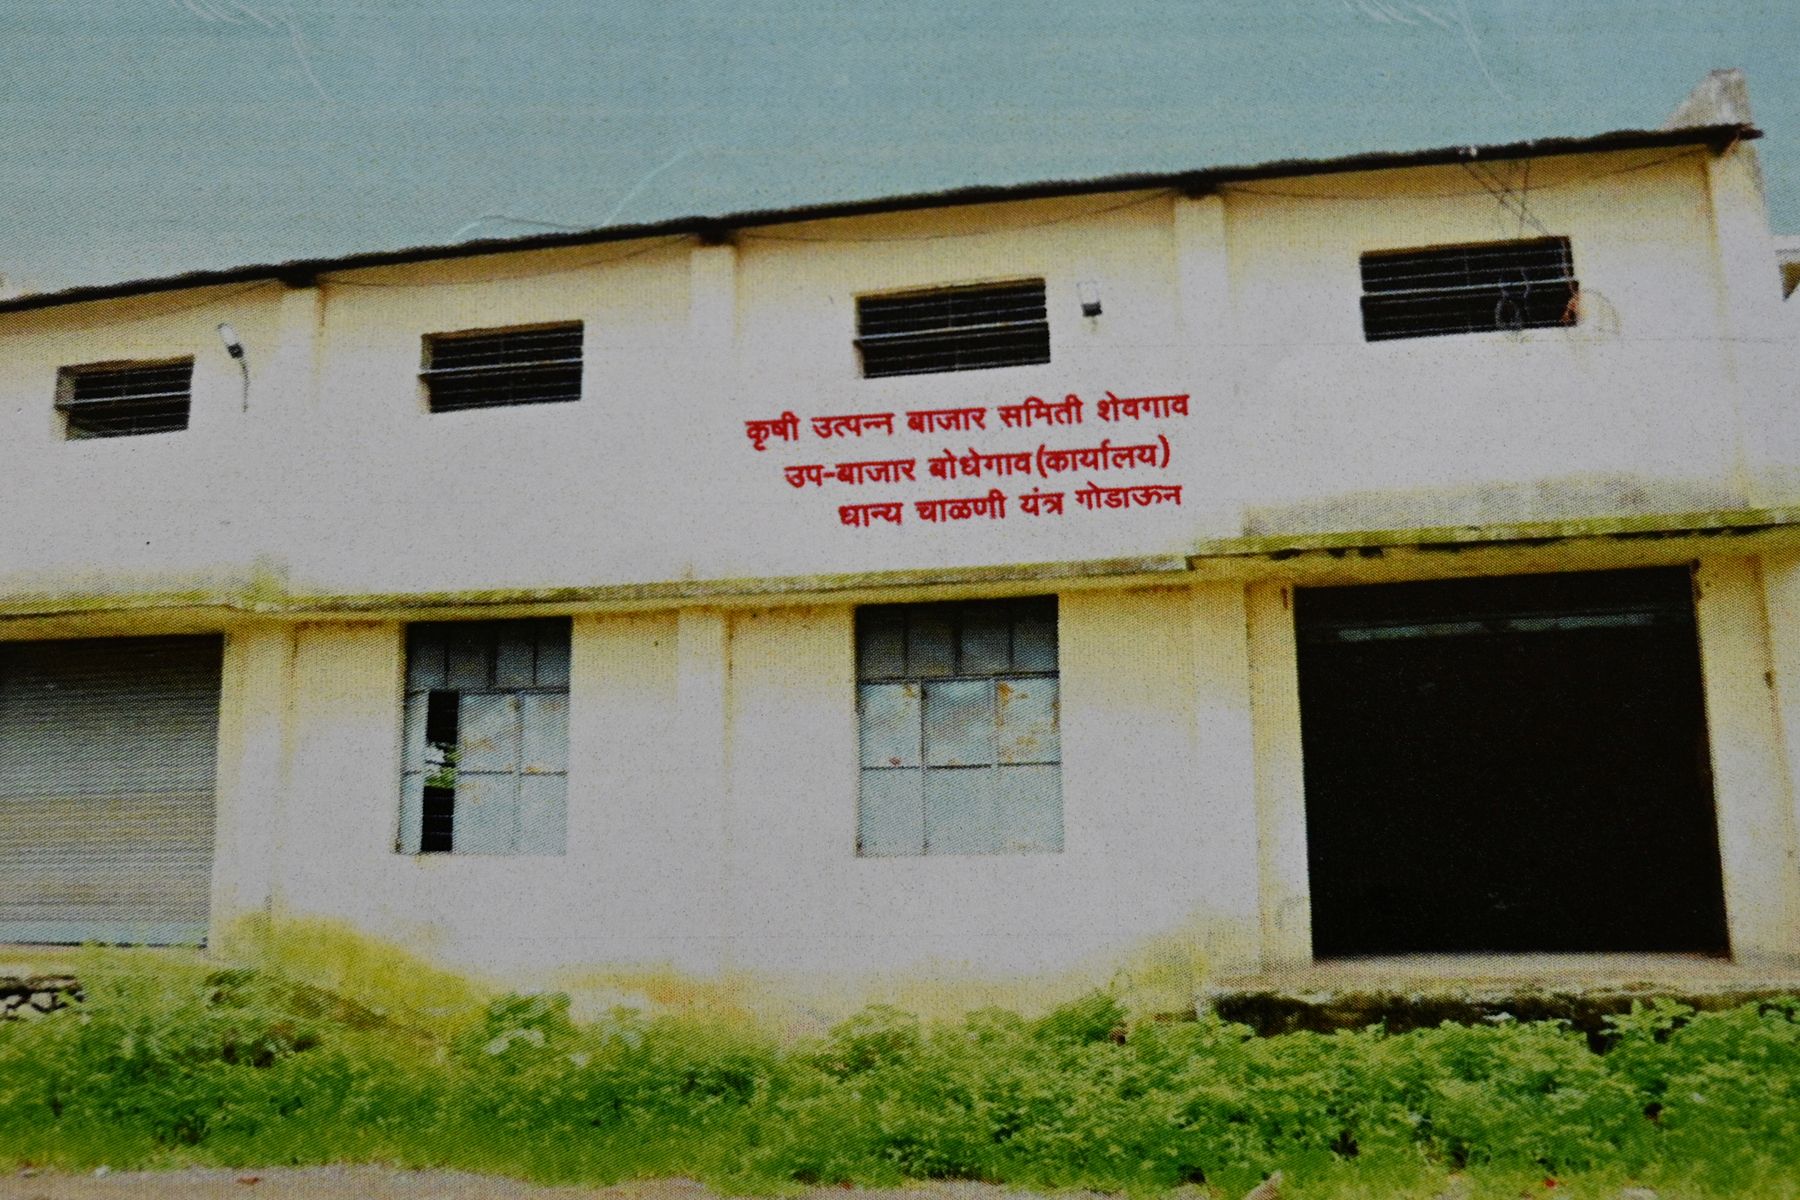 कृषी उत्पन्न बाजार समिती शेवगाव
उप-बाजार बोधेगाव(कार्यालय)
धान्य चाळणी यंत्र गोडाऊन